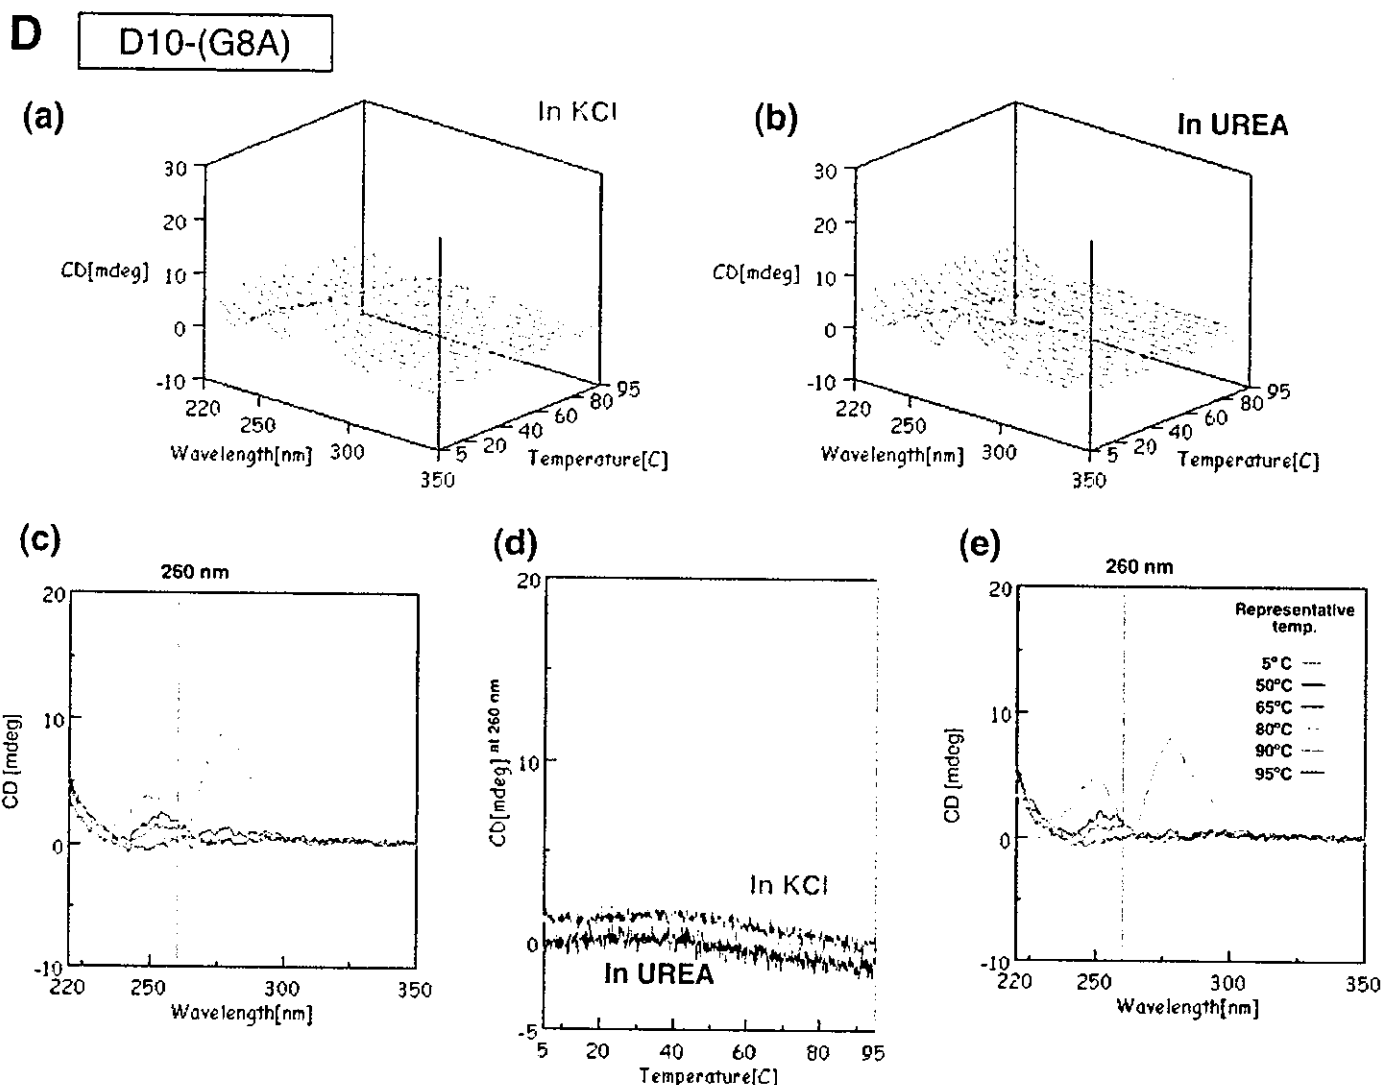 D
D10-(G8A)
(a)
In KCl
30
20
CD[mdeg]
10
0
-10
220
250
Wavelength[nm]
300
350
5
20
40
60
80
95
Temperature[C]
(b)
In UREA
30
20
CD[mdeg]
10
0
-10
220
250
Wavelength[nm]
300
350
5
20
40
60
80
95
Temperature[C]
(c)
260 nm
20
10
0
-10
CD [mdeg]
220
250
300
350
Wavelength[nm]
(d)
20
10
0
-5
CD[mdeg] at 260 nm
In KCl
In UREA
5
20
40
60
80
95
Temperature[C]
(e)
260 nm
20
10
0
-10
CD [mdeg]
Representative
temp.
5°C
50°C
65°C
80°C
90°C
95°C
220
250
300
350
Wavelength[nm]